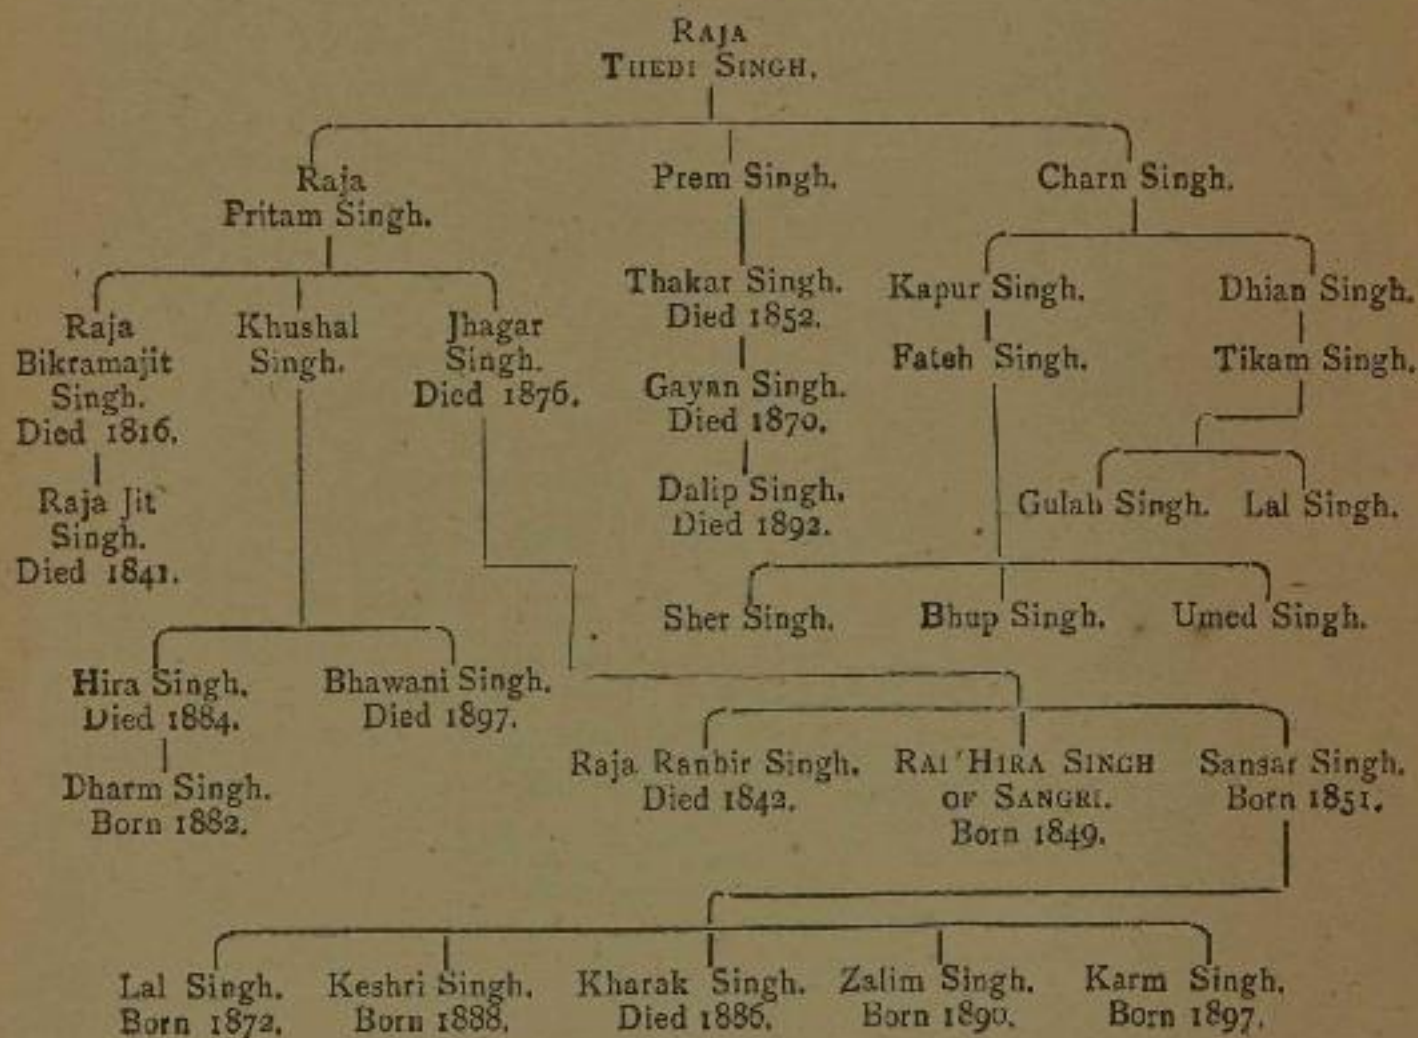 RAJA
THEDI SINGH.
Raja
Pritam Singh.
Prem Singh.
Charn Singh.
Raja
Bikramajit
Singh.
Died 1816.
Khushal
Singh.
Jhagar
Singh.
Died 1876.
Thakar Singh.
Died 1852.
Kapur Singh.
Dhian Singh.
Gayan Singh.
Died 1870.
Fateh Singh.
Tikam Singh.
Raja Jit
Singh.
Died 1841.
Dalip Singh.
Died 1892.
Gulab Singh.
Lal Singh.
Sher Singh.
Bhup Singh.
Umed Singh.
Hira Singh.
Died 1884.
Bhawani Singh.
Died 1897.
Dharm Singh.
Born 1882.
Raja Ranbir Singh.
Died 1842.
RAI HIRA SINGH
OF SANGRI.
Born 1849.
Sansar Singh.
Born 1851.
Lal Singh.
Born 1872.
Keshri Singh.
Born 1888.
Kharak Singh.
Died 1886.
Zalim Singh.
Born 1890.
Karm Singh.
Born 1897.